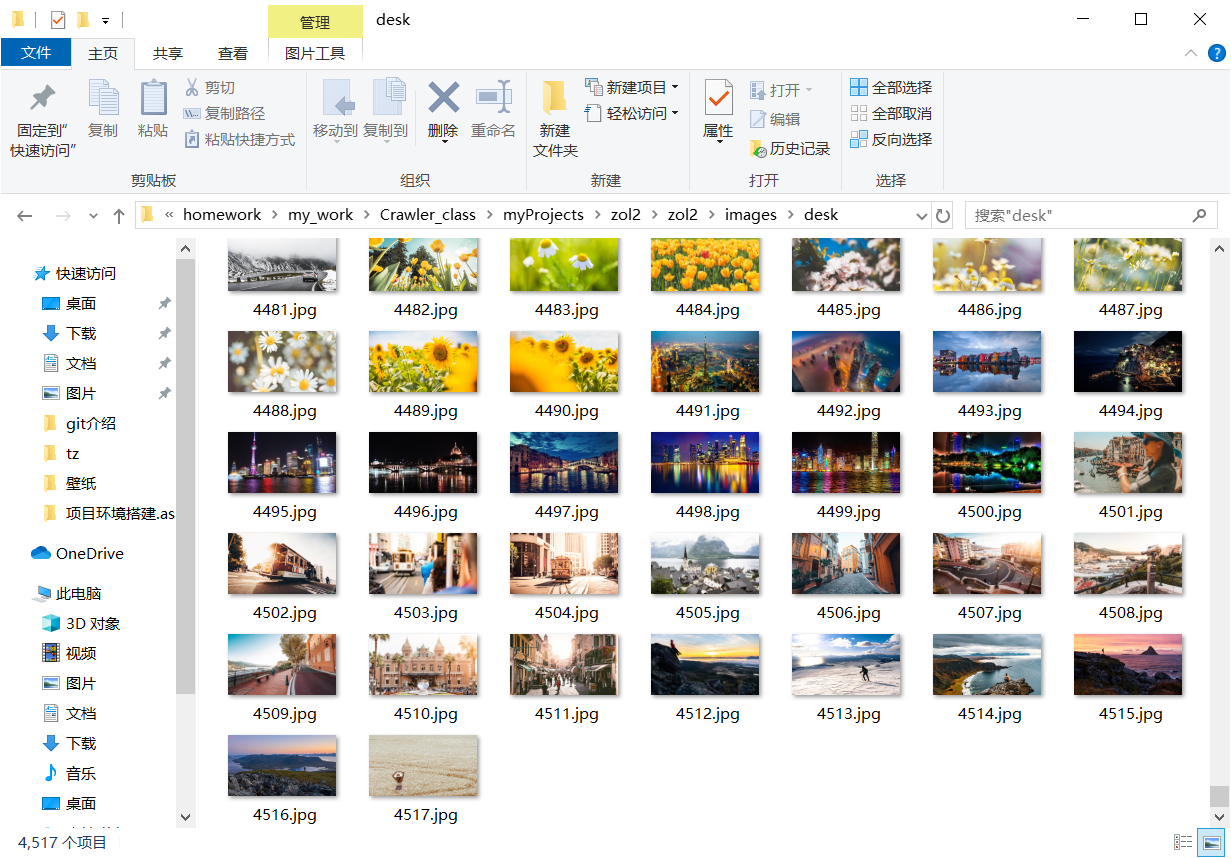 管理
desk
文件
主页
共享
查看
图片工具
固定到"
快速访问"
复制
粘贴
剪切
复制路径
粘贴快捷方式
剪贴板
移动到
复制到
删除
重命名
组织
新建
文件夹
新建项目
轻松访问
新建
属性
打开
编辑
历史记录
打开
全部选择
全部取消
反向选择
选择
« homework > my_work > Crawler_class > myProjects > zol2 > zol2 > images > desk
搜索"desk"
快速访问
桌面
下载
文档
图片
git介绍
tz
壁纸
项目环境搭建.as
OneDrive
此电脑
3D 对象
视频
图片
文档
下载
音乐
桌面
4481.jpg 4482.jpg 4483.jpg 4484.jpg 4485.jpg 4486.jpg 4487.jpg
4488.jpg 4489.jpg 4490.jpg 4491.jpg 4492.jpg 4493.jpg 4494.jpg
4495.jpg 4496.jpg 4497.jpg 4498.jpg 4499.jpg 4500.jpg 4501.jpg
4502.jpg 4503.jpg 4504.jpg 4505.jpg 4506.jpg 4507.jpg 4508.jpg
4509.jpg 4510.jpg 4511.jpg 4512.jpg 4513.jpg 4514.jpg 4515.jpg
4516.jpg 4517.jpg
4,517 个项目